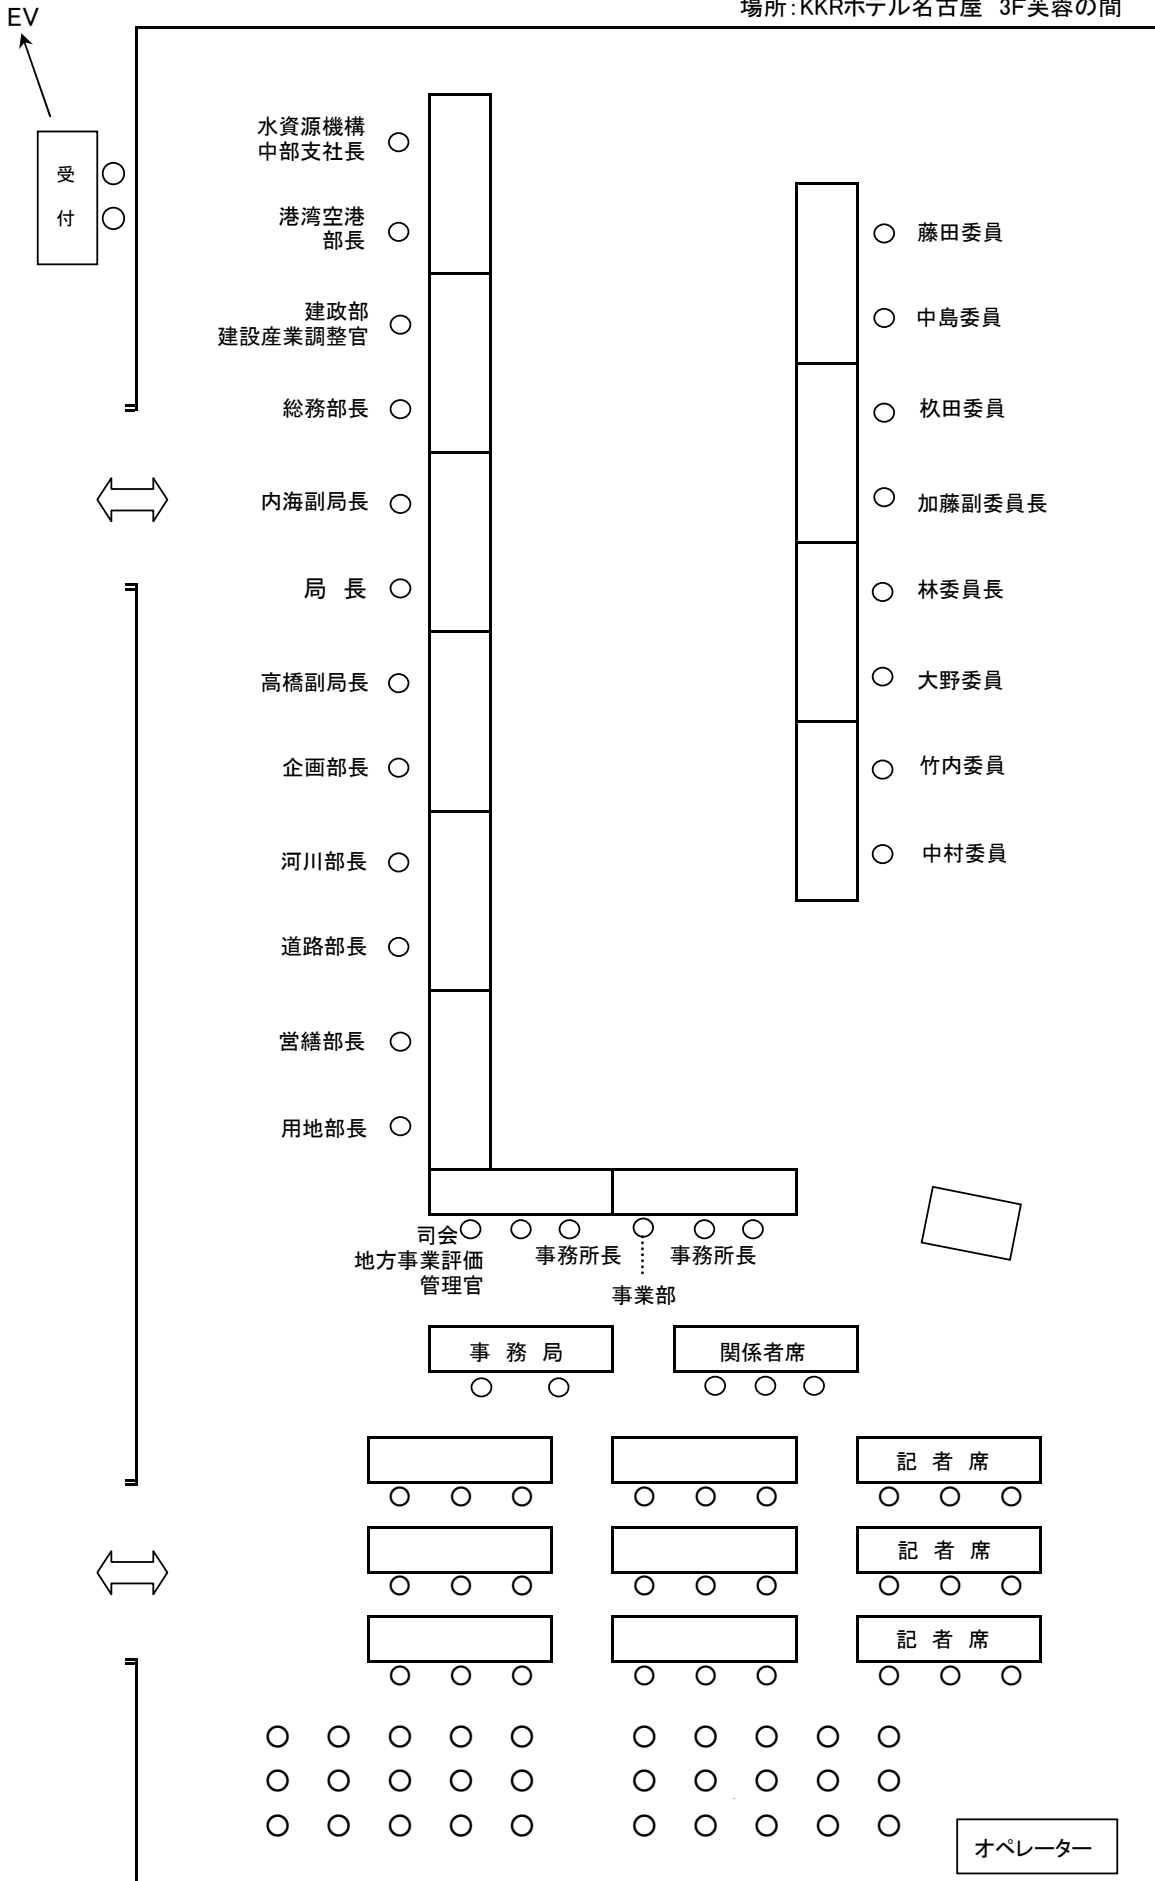 場所：KKRホテル名古屋 3F芙蓉の間
EV
受
付
水資源機構
中部支社長
港湾空港
部長
建政部
建設産業調整官
総務部長
内海副局長
局 長
高橋副局長
企画部長
河川部長
道路部長
営繕部長
用地部長
藤田委員
中島委員
杁田委員
加藤副委員長
林委員長
大野委員
竹内委員
中村委員
司会
地方事業評価
管理官
事務所長
事業部
事務所長
事 務 局
関係者席
記 者 席
記 者 席
記 者 席
オペレーター